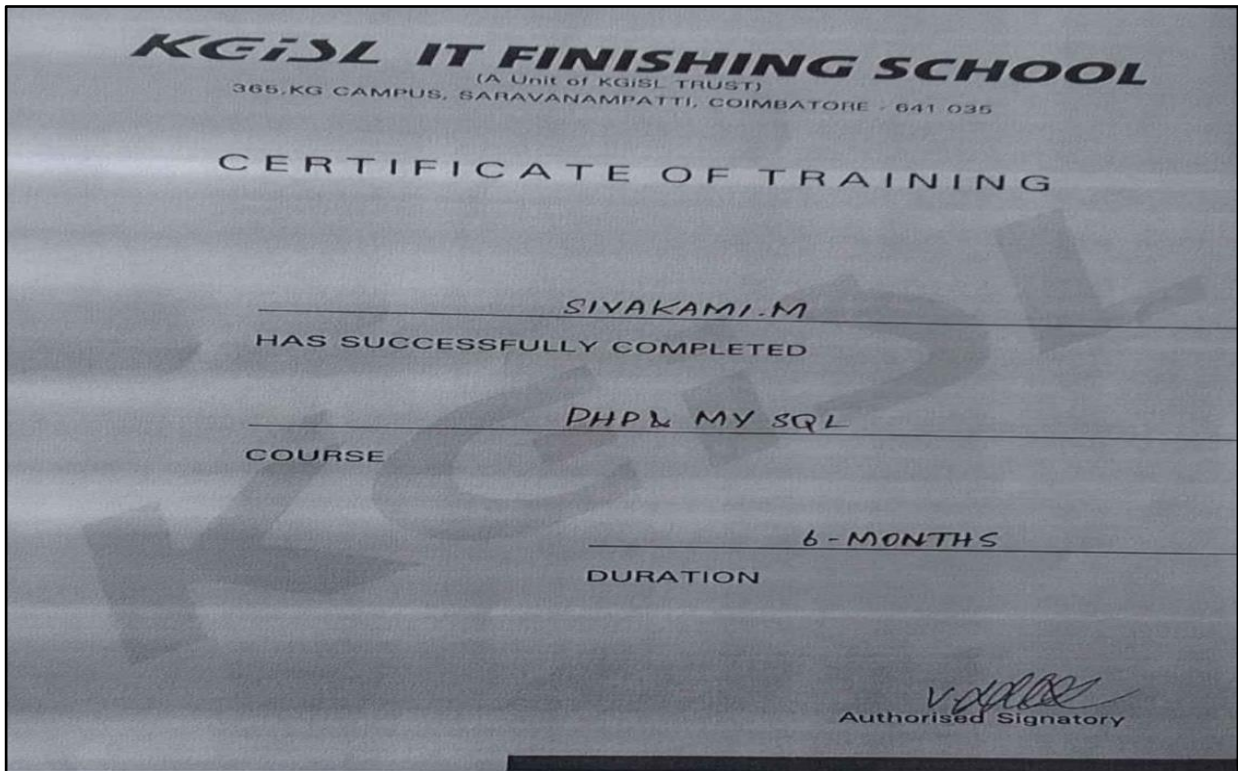 KGiSL IT FINISHING SCHOOL
(A Unit of KGISL TRUST)
365,KG CAMPUS, SARAVANAMPATTI, COIMBATORE - 641 035
CERTIFICATE OF TRAINING
SIVAKAMI.M
HAS SUCCESSFULLY COMPLETED
PHP & MY SQL
COURSE
6-MONTHS
DURATION
Authorised Signatory
KGiSL